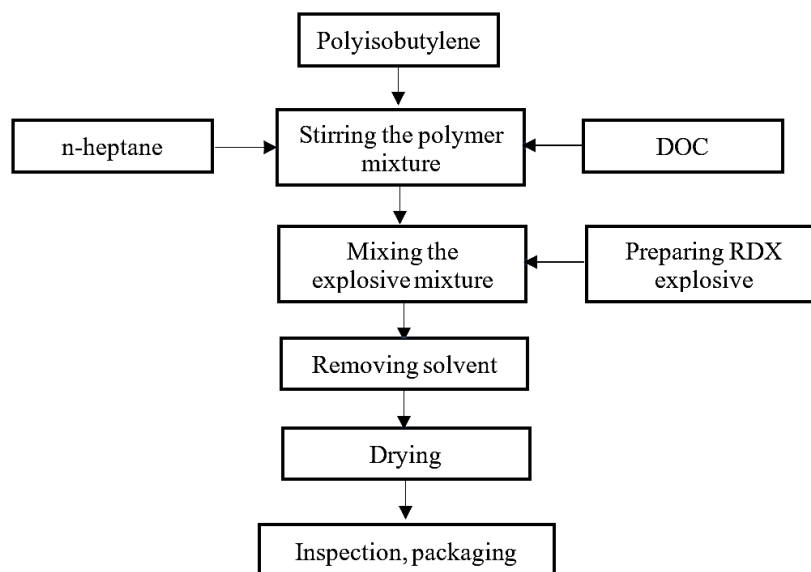 Polyisobutylene
n-heptane
Stirring the polymer
mixture
DOC
Mixing the
explosive mixture
Preparing RDX
explosive
Removing solvent
Drying
Inspection, packaging